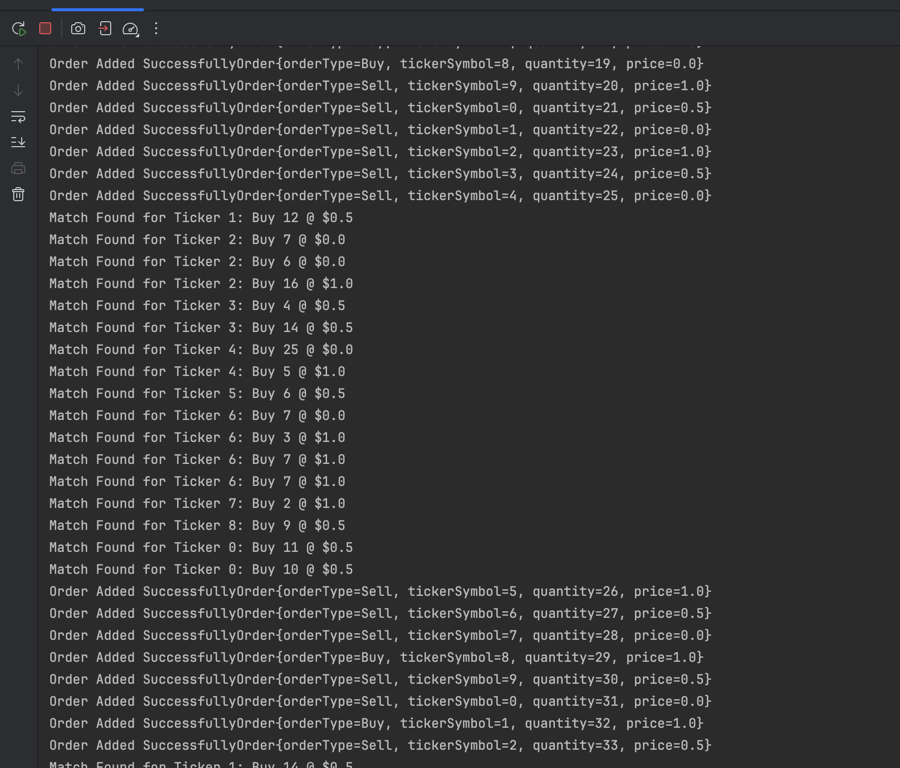 Order Added SuccessfullyOrder{orderType=Buy, tickerSymbol=8, quantity=19, price=0.0}
Order Added SuccessfullyOrder{orderType=Sell, tickerSymbol=9, quantity=20, price=1.0}
Order Added SuccessfullyOrder{orderType=Sell, tickerSymbol=0, quantity=21, price=0.5}
Order Added SuccessfullyOrder{orderType=Sell, tickerSymbol=1, quantity=22, price=0.0}
Order Added SuccessfullyOrder{orderType=Sell, tickerSymbol=2, quantity=23, price=1.0}
Order Added SuccessfullyOrder{orderType=Sell, tickerSymbol=3, quantity=24, price=0.5}
Order Added SuccessfullyOrder{orderType=Sell, tickerSymbol=4, quantity=25, price=0.0}
Match Found for Ticker 1: Buy 12 @ $0.5
Match Found for Ticker 2: Buy 7 @ $0.0
Match Found for Ticker 2: Buy 6 @ $0.0
Match Found for Ticker 2: Buy 16 @ $1.0
Match Found for Ticker 3: Buy 4 @ $0.5
Match Found for Ticker 3: Buy 14 @ $0.5
Match Found for Ticker 4: Buy 25 @ $0.0
Match Found for Ticker 4: Buy 5 @ $1.0
Match Found for Ticker 5: Buy 6 @ $0.5
Match Found for Ticker 6: Buy 7 @ $0.0
Match Found for Ticker 6: Buy 3 @ $1.0
Match Found for Ticker 6: Buy 7 @ $1.0
Match Found for Ticker 6: Buy 7 @ $1.0
Match Found for Ticker 7: Buy 2 @ $1.0
Match Found for Ticker 8: Buy 9 @ $0.5
Match Found for Ticker 0: Buy 11 @ $0.5
Match Found for Ticker 0: Buy 10 @ $0.5
Order Added SuccessfullyOrder{orderType=Sell, tickerSymbol=5, quantity=26, price=1.0}
Order Added SuccessfullyOrder{orderType=Sell, tickerSymbol=6, quantity=27, price=0.5}
Order Added SuccessfullyOrder{orderType=Sell, tickerSymbol=7, quantity=28, price=0.0}
Order Added SuccessfullyOrder{orderType=Buy, tickerSymbol=8, quantity=29, price=1.0}
Order Added SuccessfullyOrder{orderType=Sell, tickerSymbol=9, quantity=30, price=0.5}
Order Added SuccessfullyOrder{orderType=Sell, tickerSymbol=0, quantity=31, price=0.0}
Order Added SuccessfullyOrder{orderType=Buy, tickerSymbol=1, quantity=32, price=1.0}
Order Added SuccessfullyOrder{orderType=Sell, tickerSymbol=2, quantity=33, price=0.5}
Match Found for Ticker 1: Buy 14 @ $0.5